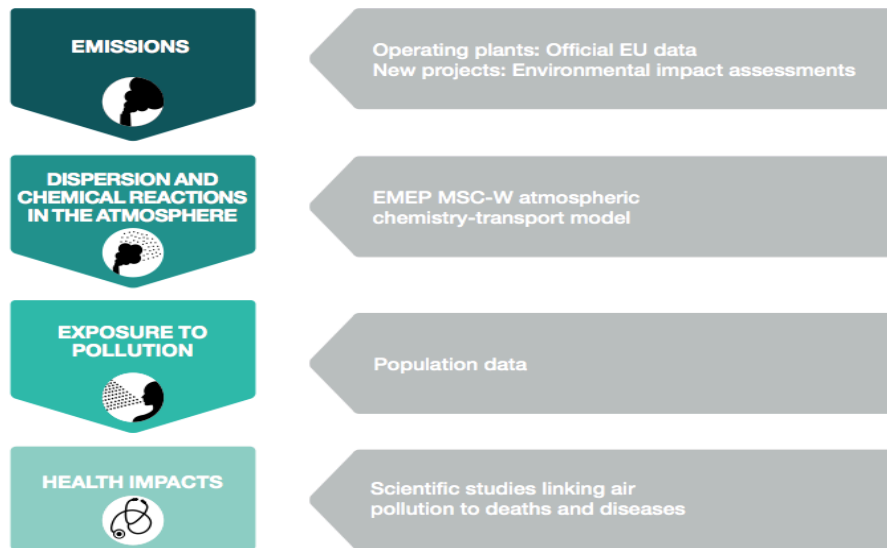 EMISSIONS
Operating plants: Official EU data
New projects: Environmental impact assessments
DISPERSION AND
CHEMICAL REACTIONS
IN THE ATMOSPHERE
EMEP MSC-W atmospheric
chemistry-transport model
EXPOSURE TO
POLLUTION
Population data
HEALTH IMPACTS
Scientific studies linking air
pollution to deaths and diseases